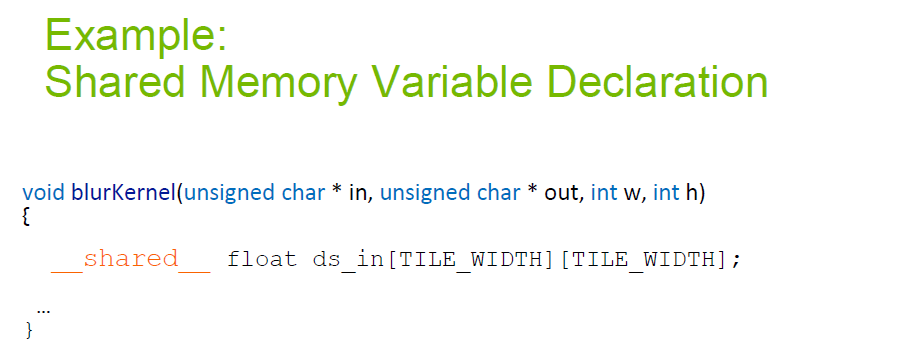 Example:
Shared Memory Variable Declaration
void blurKernel(unsigned char * in, unsigned char * out, int w, int h)
{
__shared__ float ds_in[TILE_WIDTH][TILE_WIDTH];
…
}